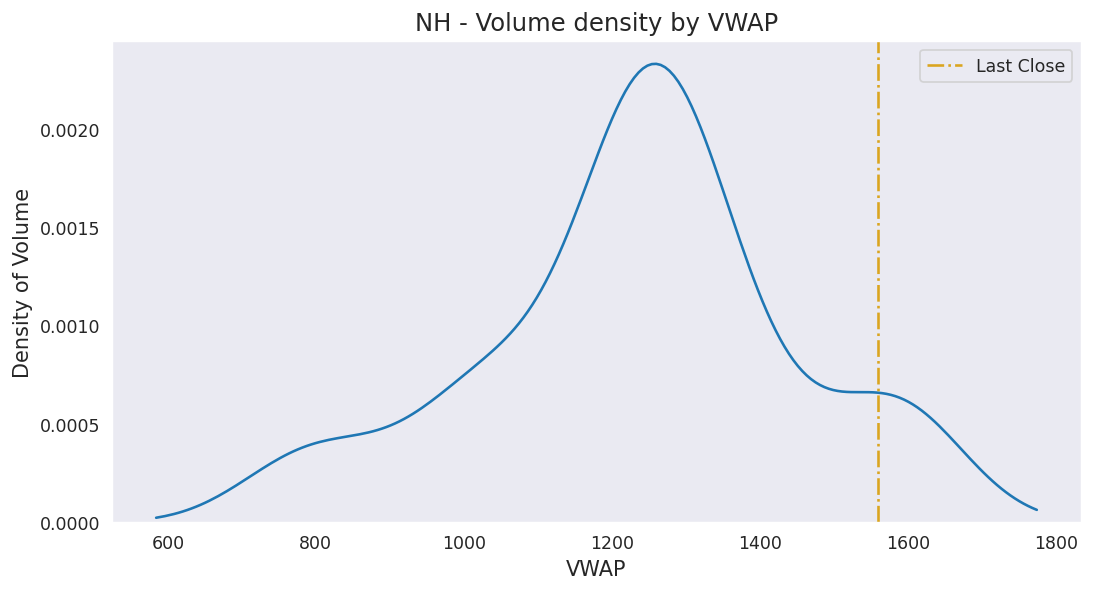 NH - Volume density by VWAP
Last Close
Density of Volume
0.0020
0.0015
0.0010
0.0005
0.0000
600 800 1000 1200 1400 1600 1800
VWAP